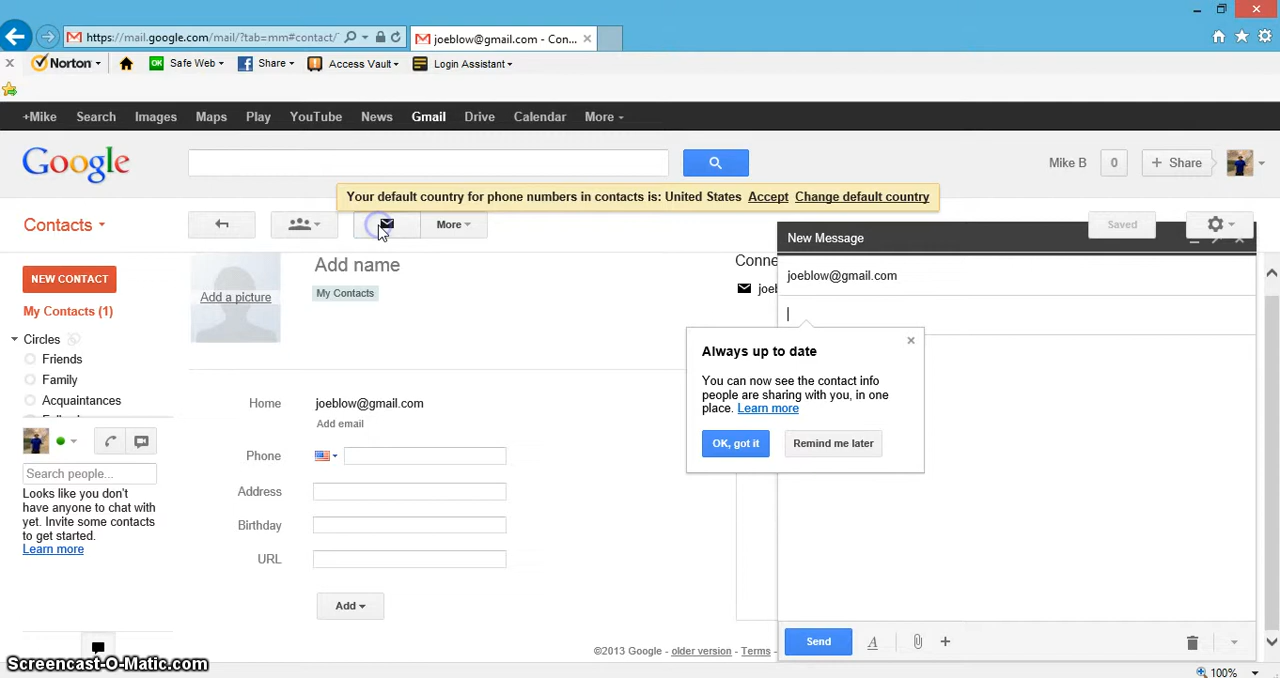 https://mail.google.com/mail/?tab=mm#contact/
joeblow@gmail.com - Con...
Norton
Safe Web
Share
Access Vault
Login Assistant
+Mike Search Images Maps Play YouTube News Gmail Drive Calendar More
Google
Mike B 0 + Share
Your default country for phone numbers in contacts is: United States Accept Change default country
Contacts
More
Saved
New Message
joeblow@gmail.com
NEW CONTACT
My Contacts (1)
Circles
Friends
Family
Acquaintances
Search people...
Looks like you don't
have anyone to chat with
yet. Invite some contacts
to get started.
Learn more
Add a picture
Add name
My Contacts
Conne
joeb
Home joeblow@gmail.com
Add email
Phone
Address
Birthday
URL
Add
Always up to date
You can now see the contact info
people are sharing with you, in one
place. Learn more
OK, got it Remind me later
Send
©2013 Google - older version - Terms -
Screencast-O-Matic.com
100%